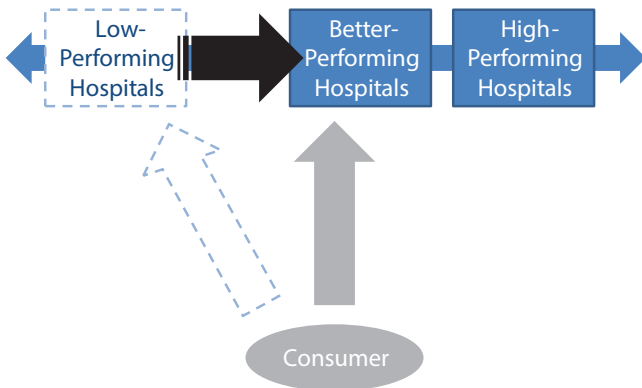 Low-
Performing
Hospitals
Better-
Performing
Hospitals
High-
Performing
Hospitals
Consumer